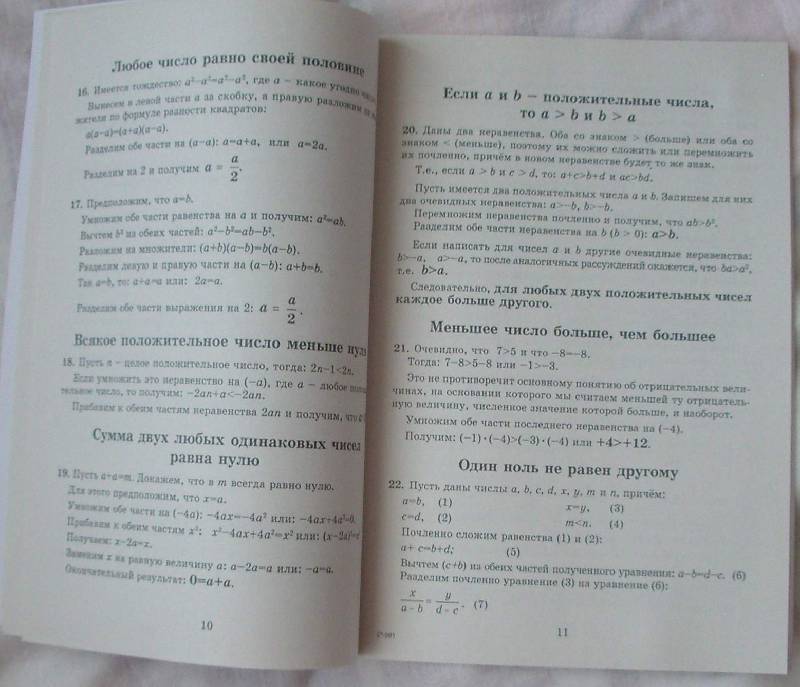 Любое число равно своей половине
16. Имеется тождество: a²-a²=a²-a², где a - какое угодно
Вынесем в левой части a за скобку, а правую разложим на
жители по формуле разности квадратов:
a(a-a)=(a+a)(a-a).
Разделим обе части на (a-a): a=a+a, или a=2a.
Разделим на 2 и получим a = a/2.
17. Предположим, что a=b.
Умножим обе части равенства на a и получим: a²=ab.
Вычтем b² из обеих частей: a²-b²=ab-b².
Разложим на множители: (a+b)(a-b)=b(a-b).
Разделим левую и правую части на (a-b): a+b=b.
Так a=b, то: a+a=a или: 2a=a.
Разделим обе части выражения на 2: a = a/2.
Всякое положительное число меньше нуля
18. Пусть n - целое положительное число, тогда: 2n-1<2n.
Если умножить это неравенство на (-a), где a - любое
тельное число, то получим: -2an+a<-2an.
Прибавим к обеим частям неравенства 2an и получим, что
Сумма двух любых одинаковых чисел
равна нулю
19. Пусть a+a=m. Докажем, что в m всегда равно нулю.
Для этого предположим, что x=a.
Умножим обе части на (-4a): -4ax=-4a² или: -4ax+4a²=0.
Прибавим к обеим частям x²: x²-4ax+4a²=x² или: (x-2a)²=
Получаем: x-2a=x.
Заменим x на равную величину a: a-2a=a или: -a=a.
Окончательный результат: 0=a+a.
10
Если a и b - положительные числа,
то a > b и b > a
20. Даны два неравенства. Оба со знаком > (больше) или оба со
знаком < (меньше), поэтому их можно сложить или перемножить
их почленно, причём в новом неравенстве будет то же знак.
Т.е., если a > b и c > d, то: a+c>b+d и ac>bd.
Пусть имеется два положительных числа a и b. Запишем для них
два очевидных неравенства: a>-b, b>-b.
Перемножим неравенства почленно и получим, что ab>b².
Разделим обе части неравенства на b (b > 0): a>b.
Если написать для чисел a и b другие очевидные неравенства:
b>-a, a>-a, то после аналогичных рассуждений окажется, что ba>a²,
т.е. b>a.
Следовательно, для любых двух положительных чисел
каждое больше другого.
Меньшее число больше, чем большее
21. Очевидно, что 7>5 и что -8=-8.
Тогда: 7-8>5-8 или -1>-3.
Это не противоречит основному понятию об отрицательных вели-
чинах, на основании которого мы считаем меньшей ту отрицатель-
ную величину, численное значение которой больше, и наоборот.
Умножим обе части последнего неравенства на (-4).
Получим: (-1)·(-4)>(-3)·(-4) или +4>+12.
Один ноль не равен другому
22. Пусть даны числа a, b, c, d, x, y, m и n, причём:
a=b, (1) x=y, (3)
c=d, (2) m<n. (4)
Почленно сложим равенства (1) и (2):
a+ c=b+d; (5)
Вычтем (c+b) из обеих частей полученного уравнения: a-b=d-c. (6)
Разделим почленно уравнение (3) на уравнение (6):
x/(a-b) = y/(d-c). (7)
11